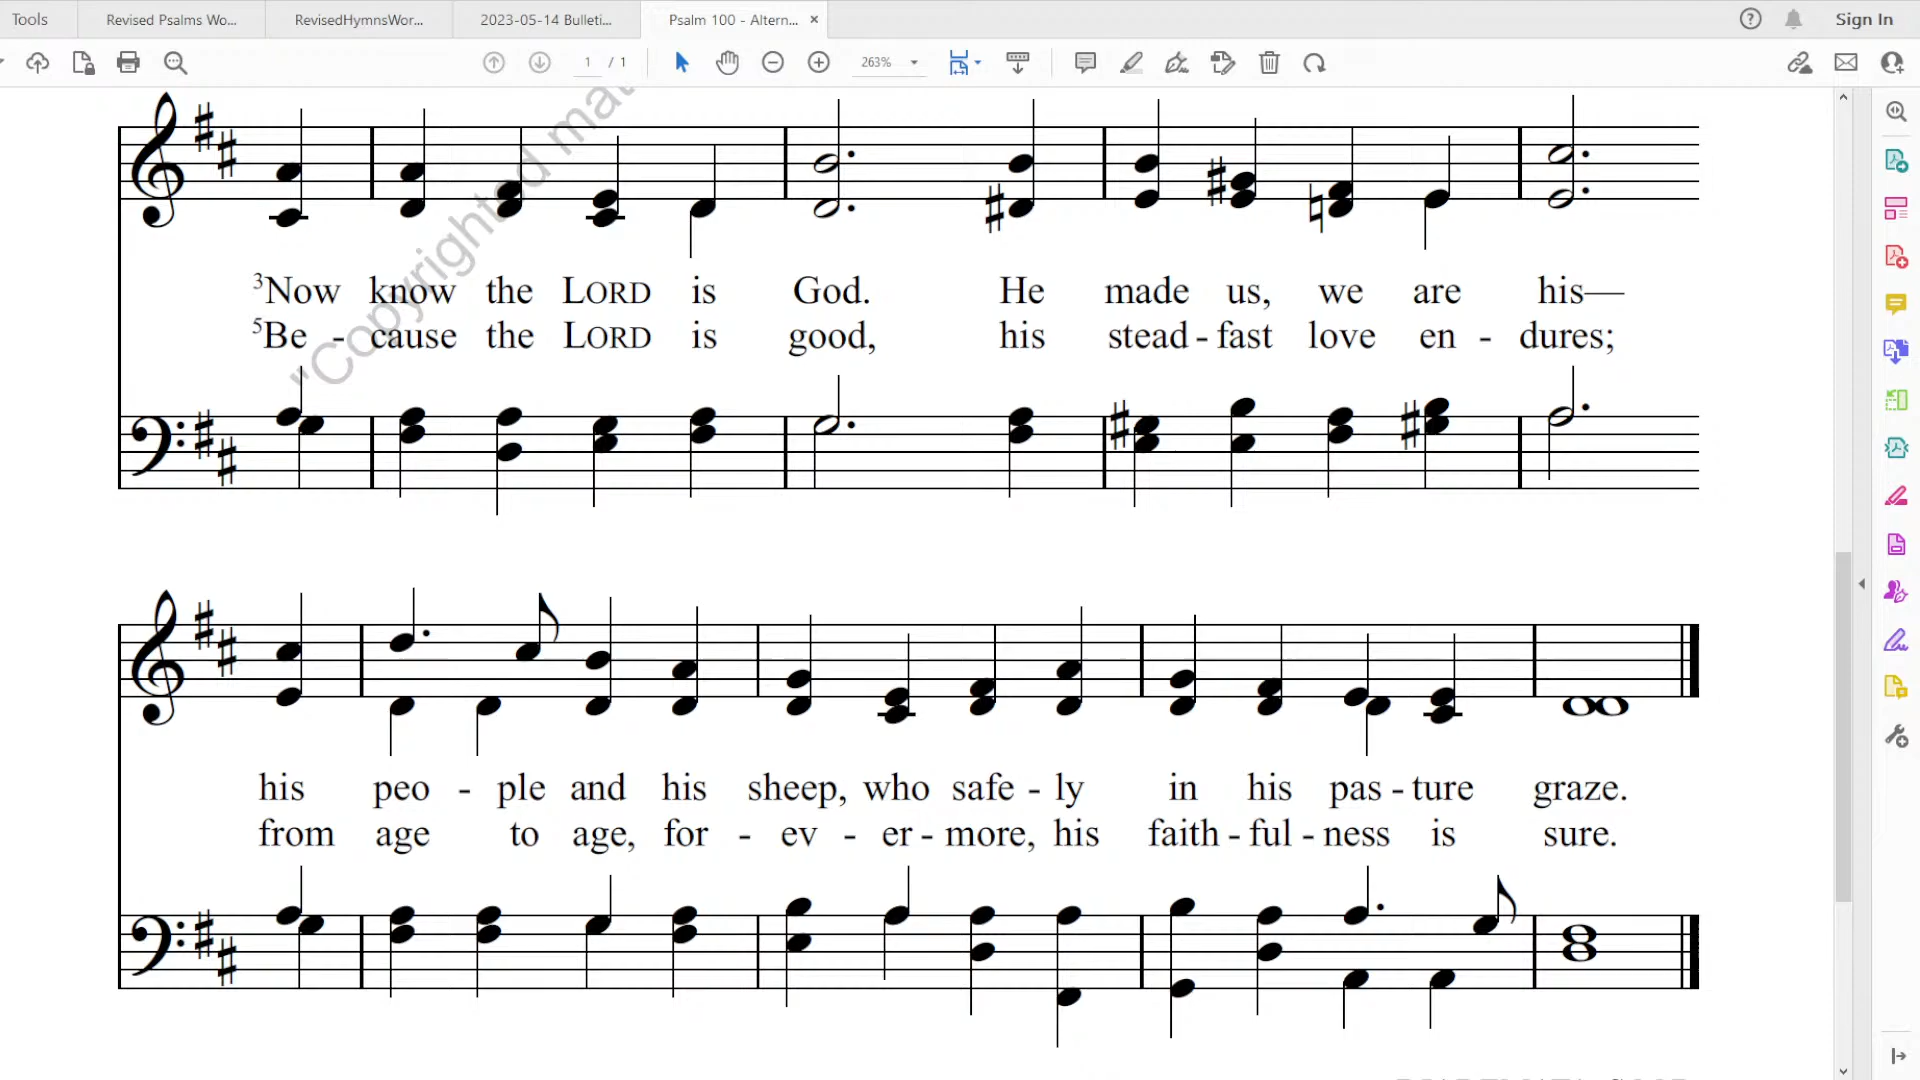 Tools Revised Psalms Wo... RevisedHymnsWor... 2023-05-14 Bulleti... Psalm 100 - Altern... × Sign In
1 / 1 263%
"Copyrighted mat
3Now know the LORD is God. He made us, we are his—
5Be - cause the LORD is good, his stead - fast love en - dures;
his peo - ple and his sheep, who safe - ly in his pas - ture graze.
from age to age, for - ev - er - more, his faith - ful - ness is sure.